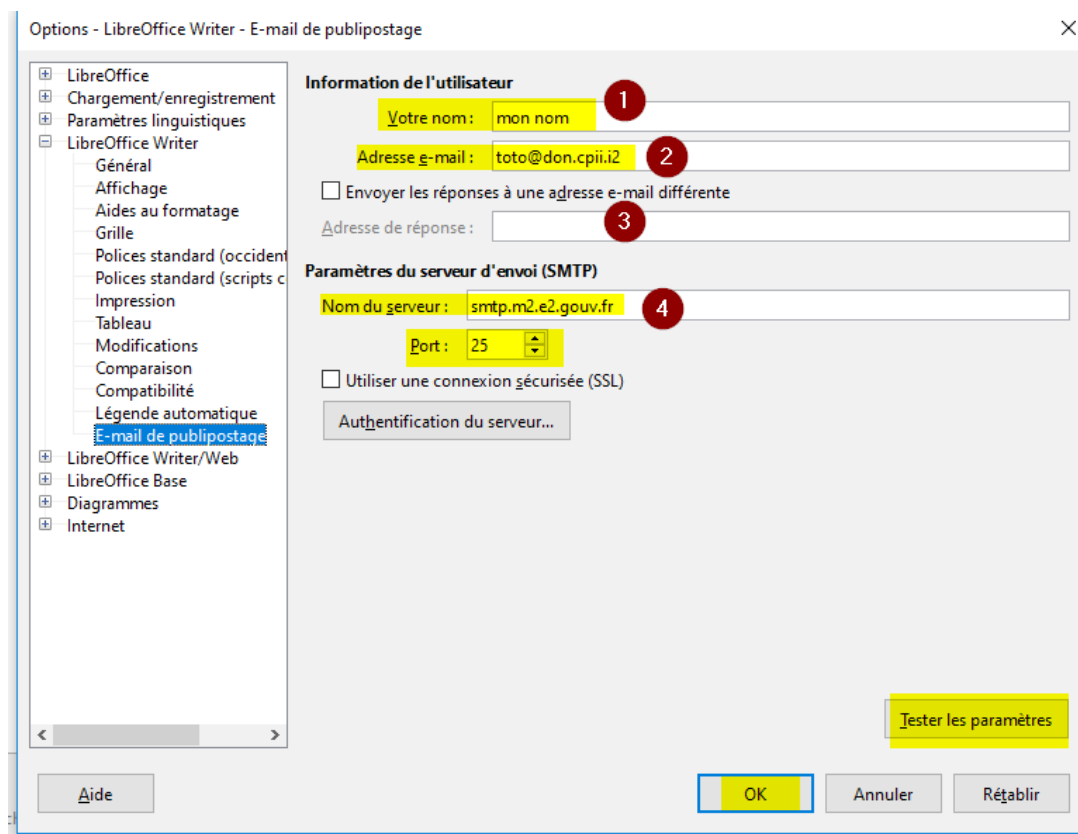 Options - LibreOffice Writer - E-mail de publipostage
LibreOffice
Chargement/enregistrement
Paramètres linguistiques
LibreOffice Writer
Général
Affichage
Aides au formatage
Grille
Polices standard (occident
Polices standard (scripts c
Impression
Tableau
Modifications
Comparaison
Compatibilité
Légende automatique
E-mail de publipostage
LibreOffice Writer/Web
LibreOffice Base
Diagrammes
Internet
Information de l'utilisateur
1
Votre nom : mon nom
Adresse e-mail : toto@don.cpii.i2 2
Envoyer les réponses à une adresse e-mail différente
Adresse de réponse : 3
Paramètres du serveur d'envoi (SMTP)
Nom du serveur : smtp.m2.e2.gouv.fr 4
Port : 25
Utiliser une connexion sécurisée (SSL)
Authentification du serveur...
Tester les paramètres
Aide OK Annuler Rétablir